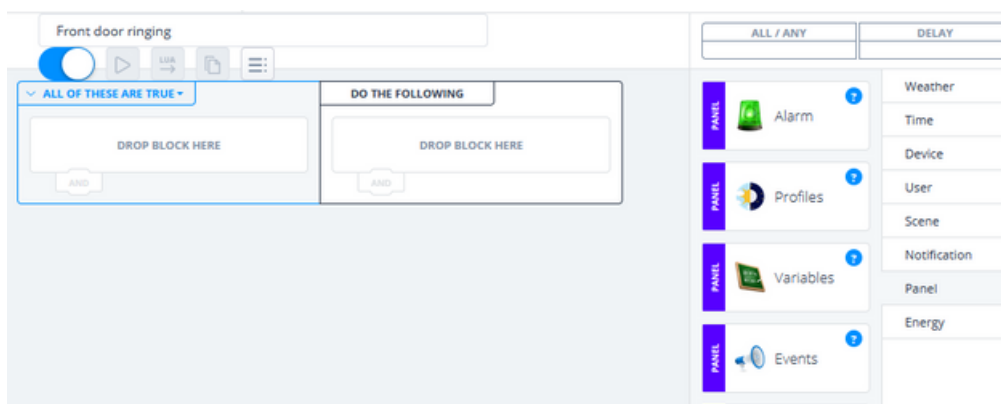 Front door ringing
ALL / ANY
DELAY
LUA
ALL OF THESE ARE TRUE
DO THE FOLLOWING
DROP BLOCK HERE
DROP BLOCK HERE
AND
AND
PANEL
Alarm
?
PANEL
Profiles
?
PANEL
Variables
?
PANEL
Events
?
Weather
Time
Device
User
Scene
Notification
Panel
Energy